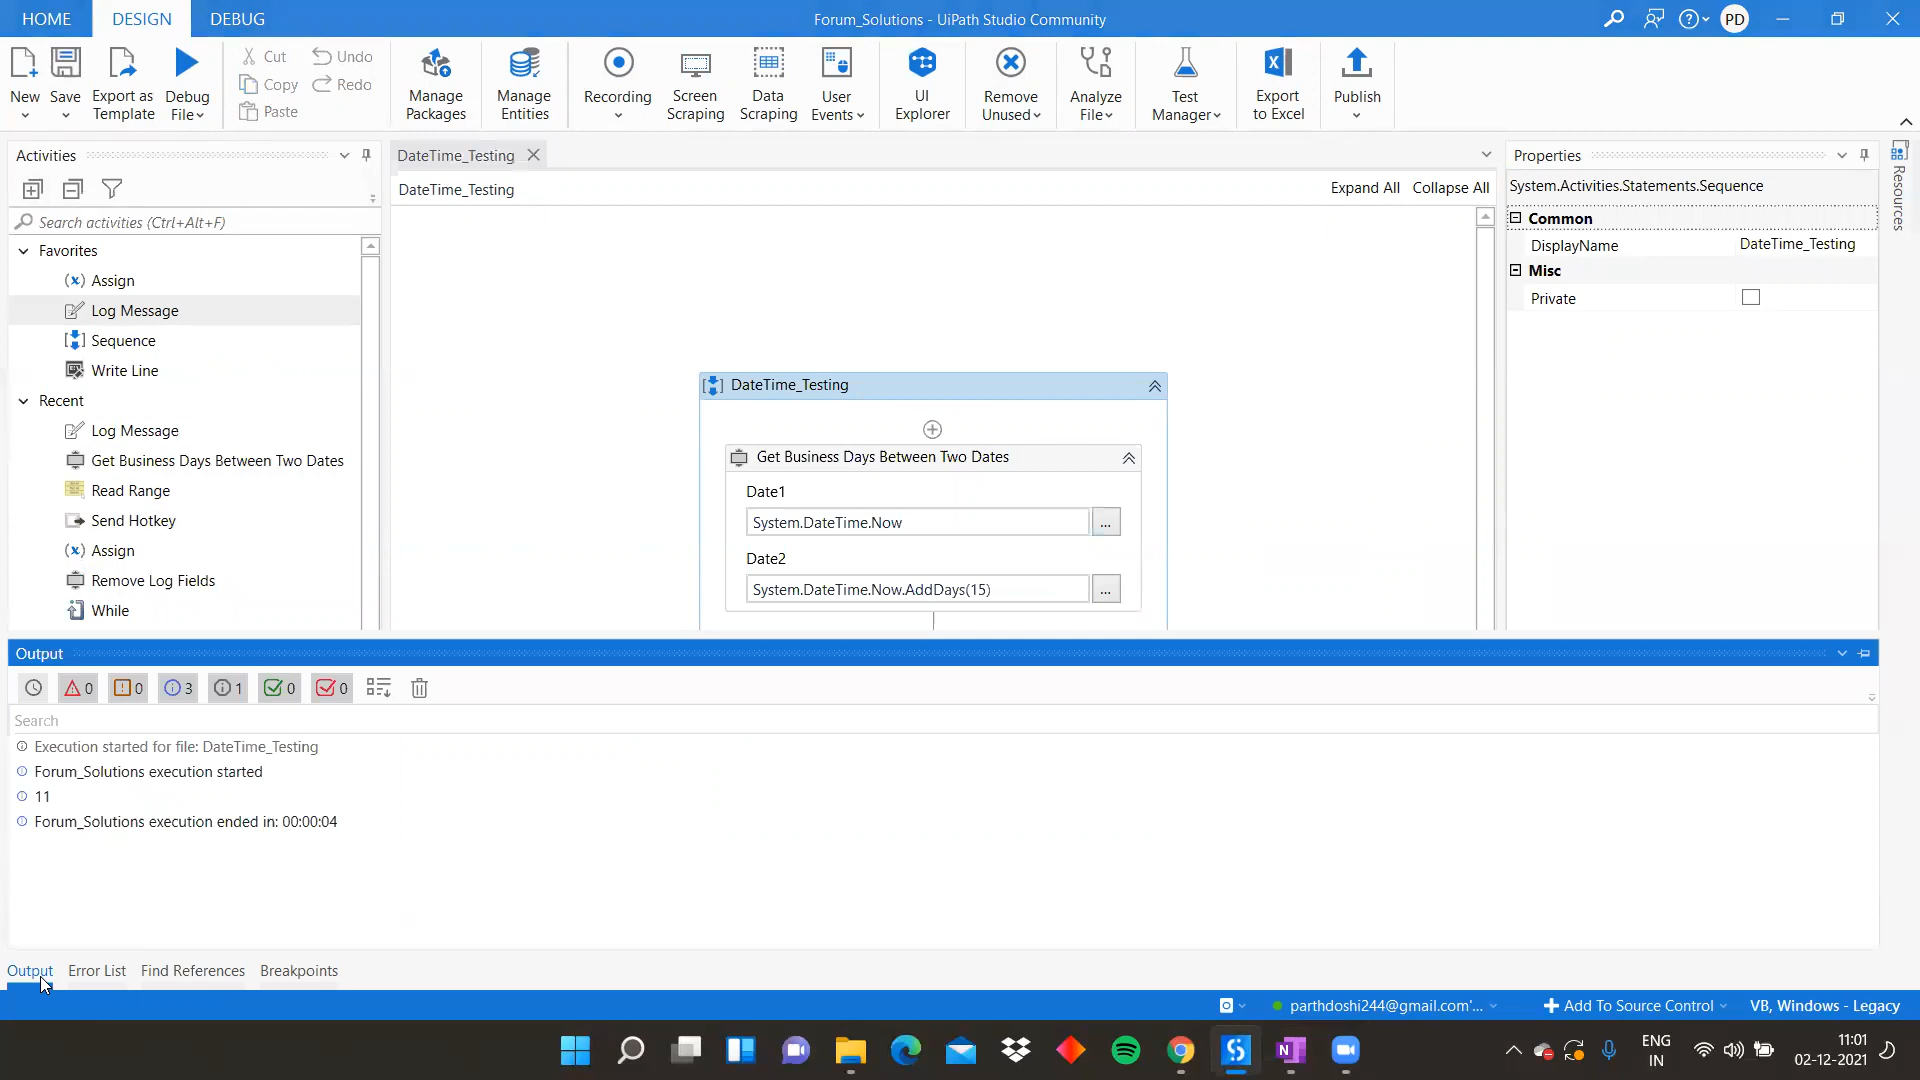 HOME DESIGN DEBUG
Forum_Solutions - UiPath Studio Community
PD
New
Save
Export as Template
Debug File
Cut
Copy
Paste
Undo
Redo
Manage Packages
Manage Entities
Recording
Screen Scraping
Data Scraping
User Events
UI Explorer
Remove Unused
Analyze File
Test Manager
Export to Excel
Publish
Activities
Search activities (Ctrl+Alt+F)
Favorites
Assign
Log Message
Sequence
Write Line
Recent
Log Message
Get Business Days Between Two Dates
Read Range
Send Hotkey
Assign
Remove Log Fields
While
DateTime_Testing
DateTime_Testing
Expand All Collapse All
DateTime_Testing
Get Business Days Between Two Dates
Date1
System.DateTime.Now
...
Date2
System.DateTime.Now.AddDays(15)
...
Properties
System.Activities.Statements.Sequence
Common
DisplayName DateTime_Testing
Misc
Private
Resources
Output
0 0 3 1 0 0
Search
Execution started for file: DateTime_Testing
Forum_Solutions execution started
11
Forum_Solutions execution ended in: 00:00:04
Output Error List Find References Breakpoints
parthdoshi244@gmail.com'... Add To Source Control VB, Windows - Legacy
ENG
IN
11:01
02-12-2021